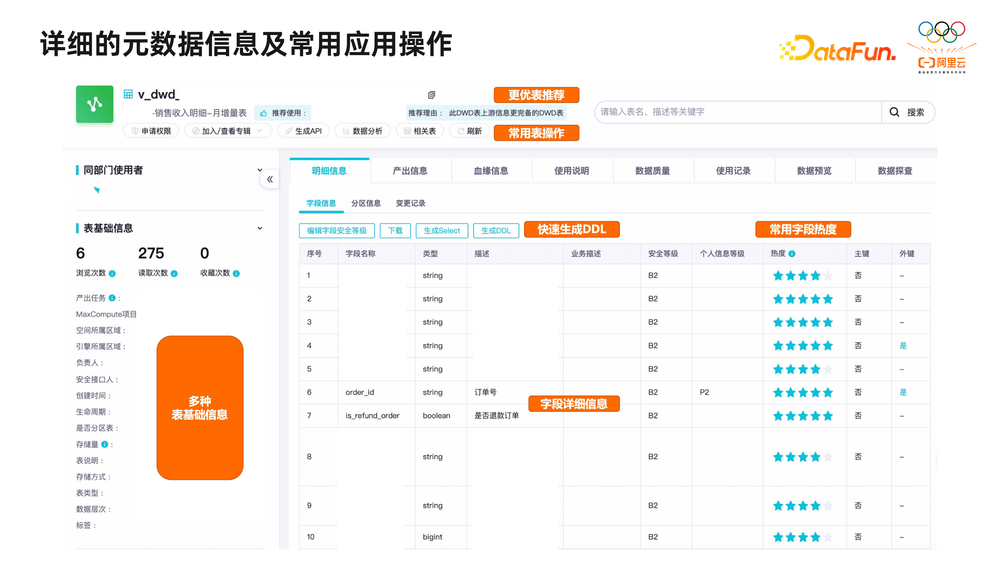 详细的元数据信息及常用应用操作
DataFun.
阿里云
v_dwd_
更优表推荐
-销售收入明细-月增量表
推荐使用：
推荐理由： 此DWD表上游信息更完备的DWD表
请输入表名、描述等关键字
搜索
申请权限
加入/查看专辑
生成API
数据分析
相关表
刷新
常用表操作
同部门使用者
«
表基础信息
6 275 0
浏览次数 读取次数 收藏次数
产出任务 ：
MaxCompute项目
空间所属区域：
引擎所属区域：
负责人：
安全接口人：
创建时间：
生命周期：
是否分区表：
存储量 ：
表说明：
存储方式：
表类型：
数据层次：
标签：
多种
表基础信息
明细信息 产出信息 血缘信息 使用说明 数据质量 使用记录 数据预览 数据探查
字段信息 分区信息 变更记录
编辑字段安全等级 下载 生成Select 生成DDL
快速生成DDL
常用字段热度
序号 字段名称 类型 描述 业务描述 安全等级 个人信息等级 热度 主键 外键
1 string B2 否 –
2 string B2 否 –
3 string B2 否 –
4 string B2 否 是
5 string B2 否 –
6 order_id string 订单号 B2 P2 否 是
字段详细信息
7 is_refund_order boolean 是否退款订单 B2 否 –
8 string B2 否 –
9 string B2 否 –
10 bigint B2 否 –